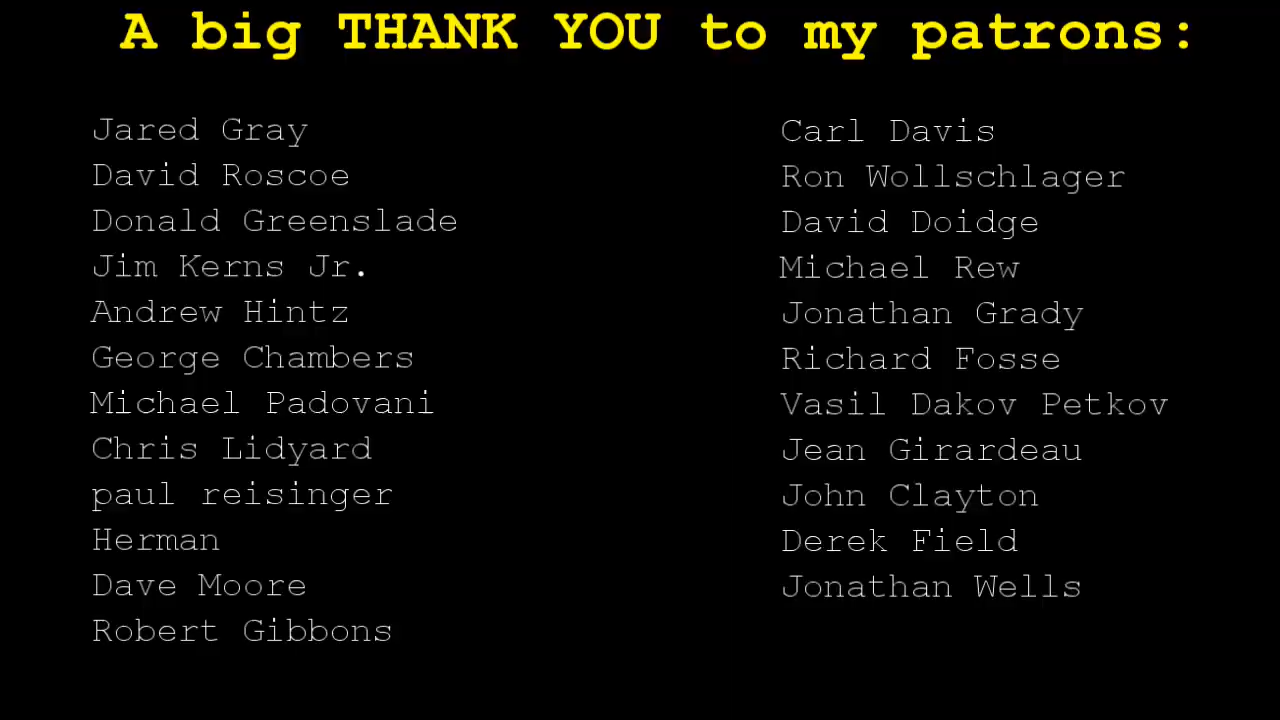 A big THANK YOU to my patrons:
Jared Gray
David Roscoe
Donald Greenslade
Jim Kerns Jr.
Andrew Hintz
George Chambers
Michael Padovani
Chris Lidyard
paul reisinger
Herman
Dave Moore
Robert Gibbons
Carl Davis
Ron Wollschlager
David Doidge
Michael Rew
Jonathan Grady
Richard Fosse
Vasil Dakov Petkov
Jean Girardeau
John Clayton
Derek Field
Jonathan Wells